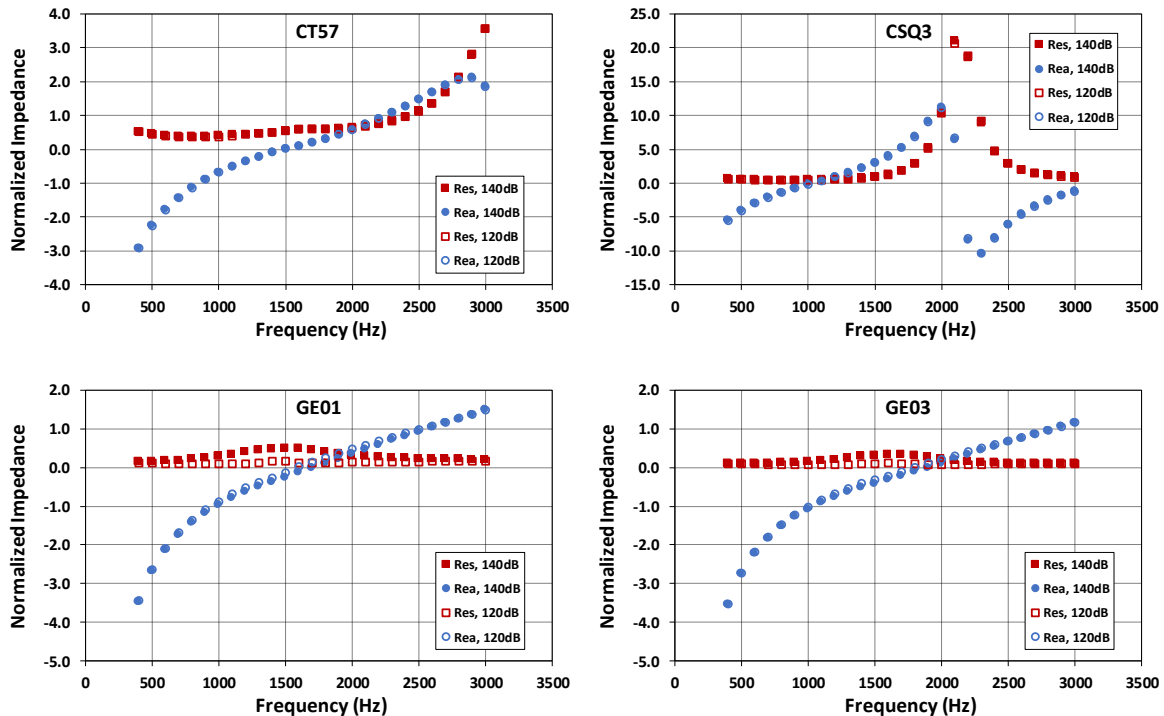 CT57
Normalized Impedance
4.0
3.0
2.0
1.0
0.0
-1.0
-2.0
-3.0
-4.0
0 500 1000 1500 2000 2500 3000 3500
Frequency (Hz)
Res, 140dB
Rea, 140dB
Res, 120dB
Rea, 120dB
CSQ3
Normalized Impedance
25.0
20.0
15.0
10.0
5.0
0.0
-5.0
-10.0
-15.0
0 500 1000 1500 2000 2500 3000 3500
Frequency (Hz)
Res, 140dB
Rea, 140dB
Res, 120dB
Rea, 120dB
GE01
Normalized Impedance
2.0
1.0
0.0
-1.0
-2.0
-3.0
-4.0
-5.0
0 500 1000 1500 2000 2500 3000 3500
Frequency (Hz)
Res, 140dB
Rea, 140dB
Res, 120dB
Rea, 120dB
GE03
Normalized Impedance
2.0
1.0
0.0
-1.0
-2.0
-3.0
-4.0
-5.0
0 500 1000 1500 2000 2500 3000 3500
Frequency (Hz)
Res, 140dB
Rea, 140dB
Res, 120dB
Rea, 120dB